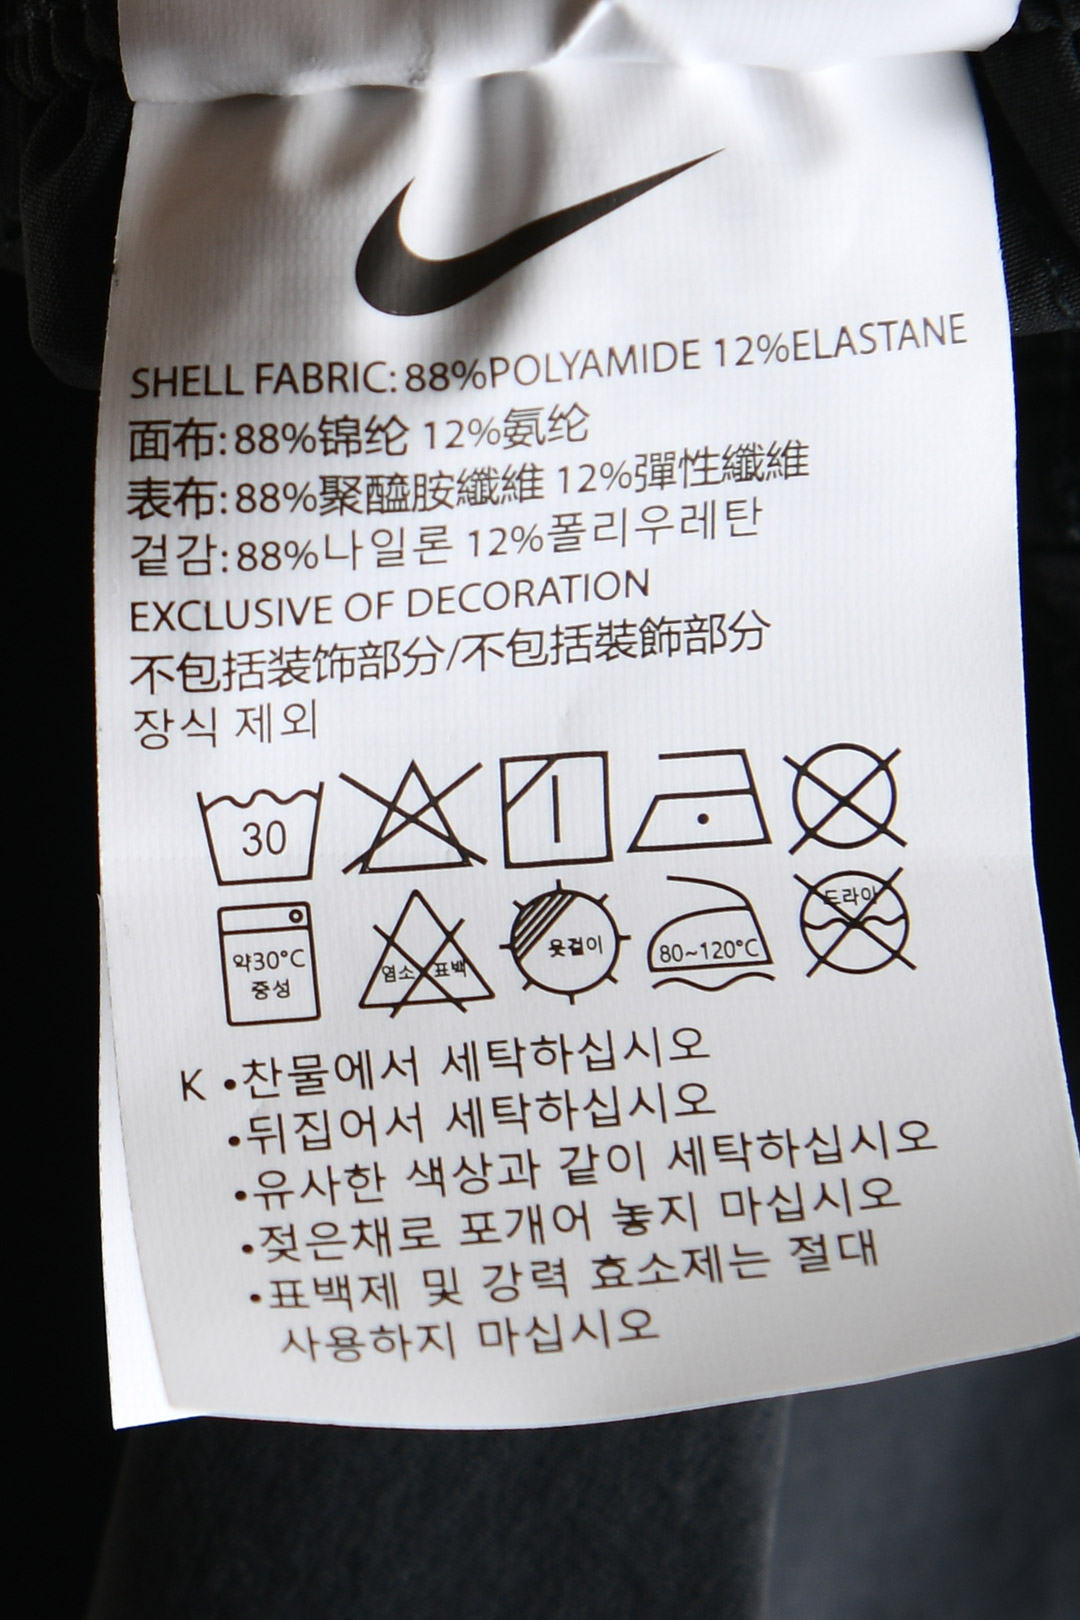 SHELL FABRIC: 88%POLYAMIDE 12%ELASTANE
面布: 88%锦纶 12%氨纶
表布: 88%聚醯胺纖維 12%彈性纖維
겉감: 88%나일론 12%폴리우레탄
EXCLUSIVE OF DECORATION
不包括装饰部分/不包括裝飾部分
장식 제외
30
약30°C
중성
염소 표백
옷걸이
80~120°C
드라이
K •찬물에서 세탁하십시오
•뒤집어서 세탁하십시오
•유사한 색상과 같이 세탁하십시오
•젖은채로 포개어 놓지 마십시오
•표백제 및 강력 효소제는 절대
사용하지 마십시오